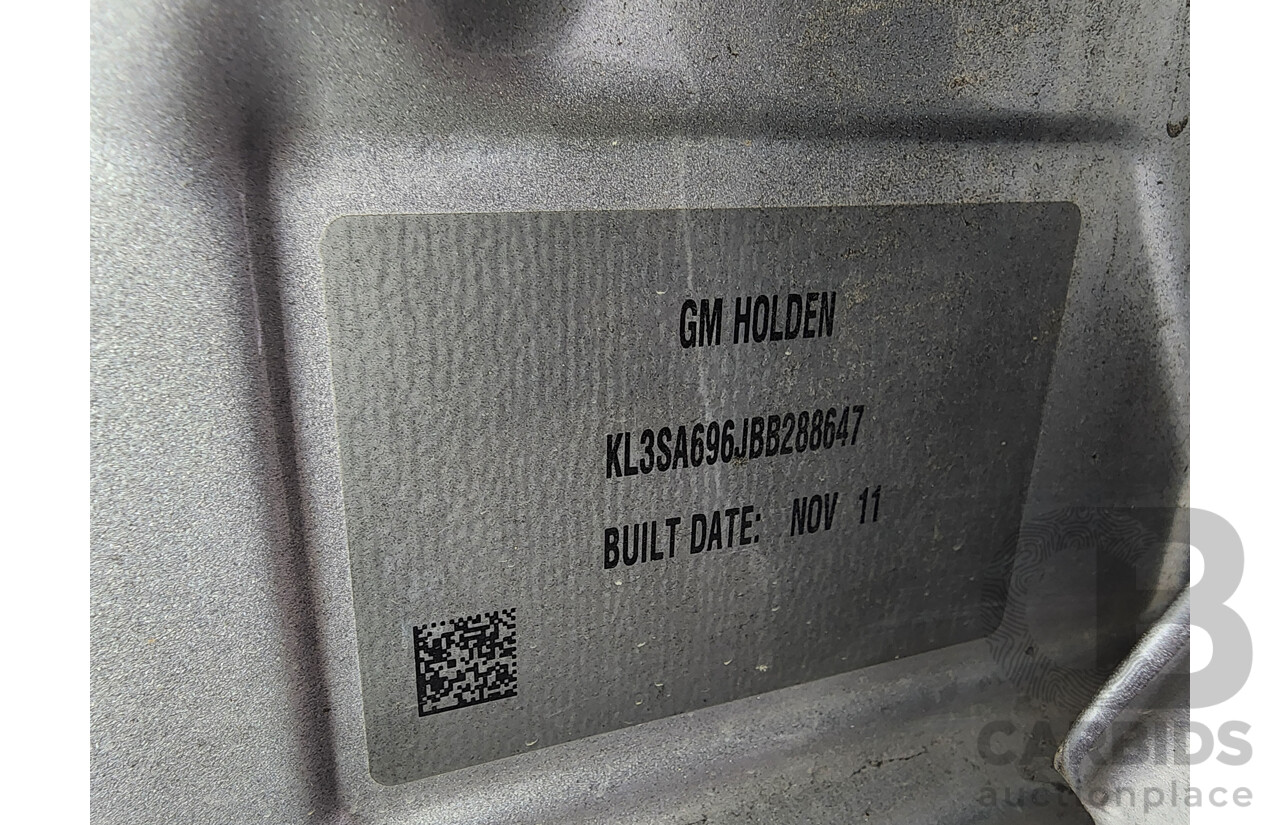 GM HOLDEN
KL3SA696JBB288647
BUILT DATE: NOV 11
CARBIDS
auctionplace